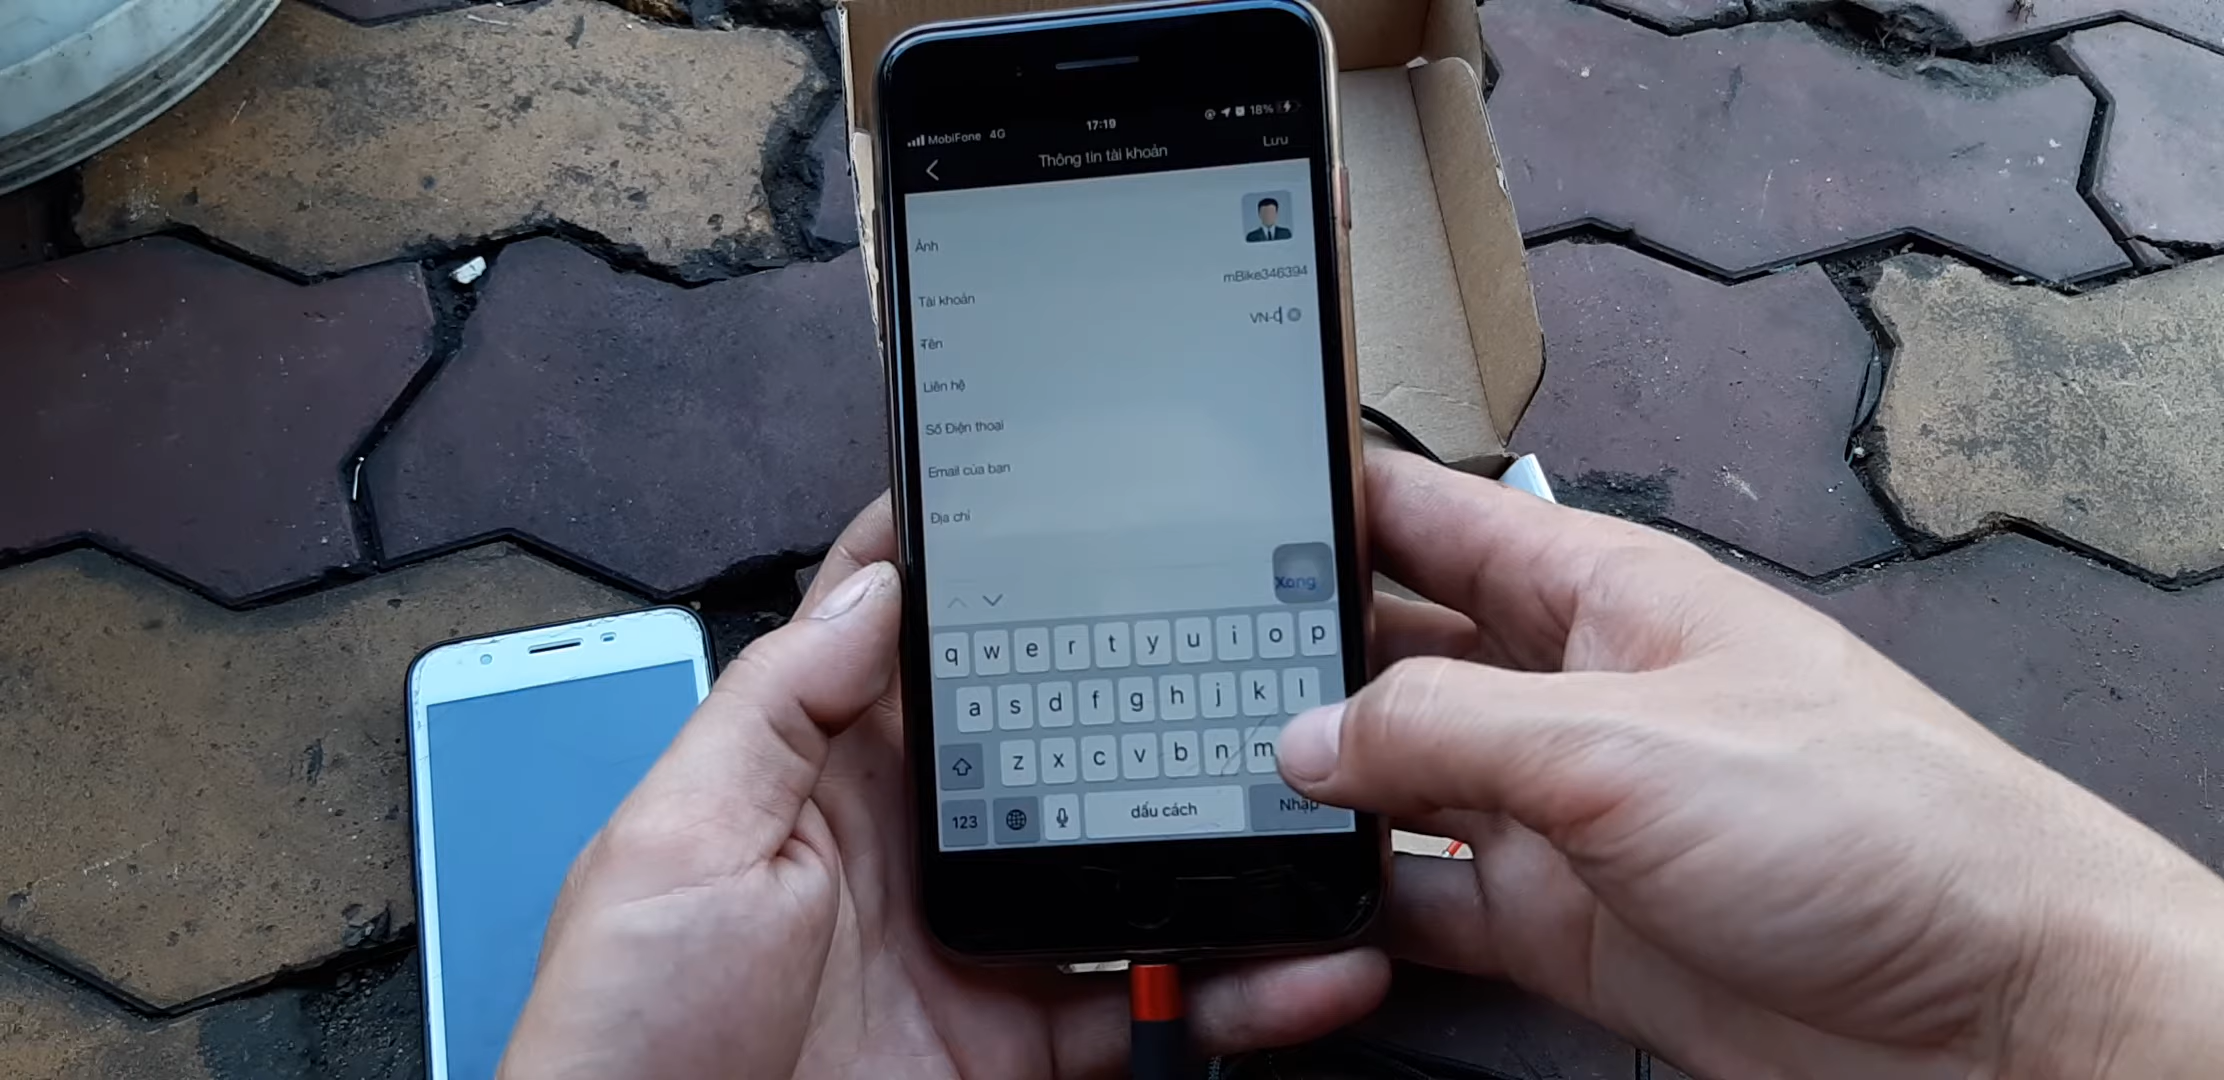 MobiFone 4G 17:19 18%
Thông tin tài khoản Lưu
Ảnh
Tài khoản mBike346394
Tên VN-d
Liên hệ
Số Điện thoại
Email của bạn
Địa chỉ
Xong
q w e r t y u i o p
a s d f g h j k l
z x c v b n m
123 dấu cách Nhập